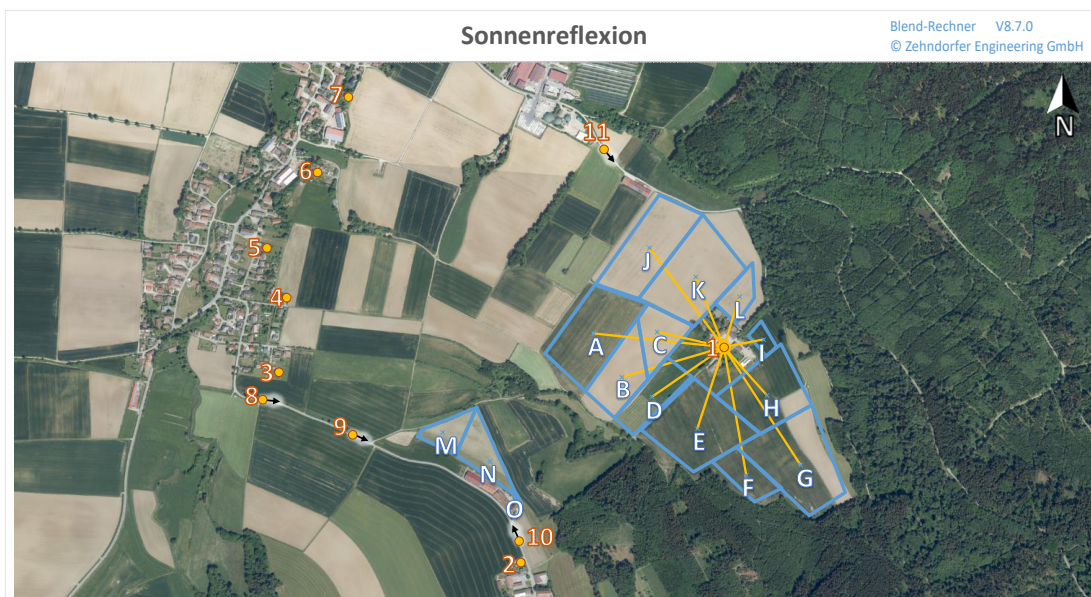 Sonnenreflexion
Blend-Rechner V8.7.0
© Zehndorfer Engineering GmbH
7
11
N
6
5
J
K
4
L
A
C
1
I
3
B
8
D
H
9
M
E
N
G
F
O
10
2